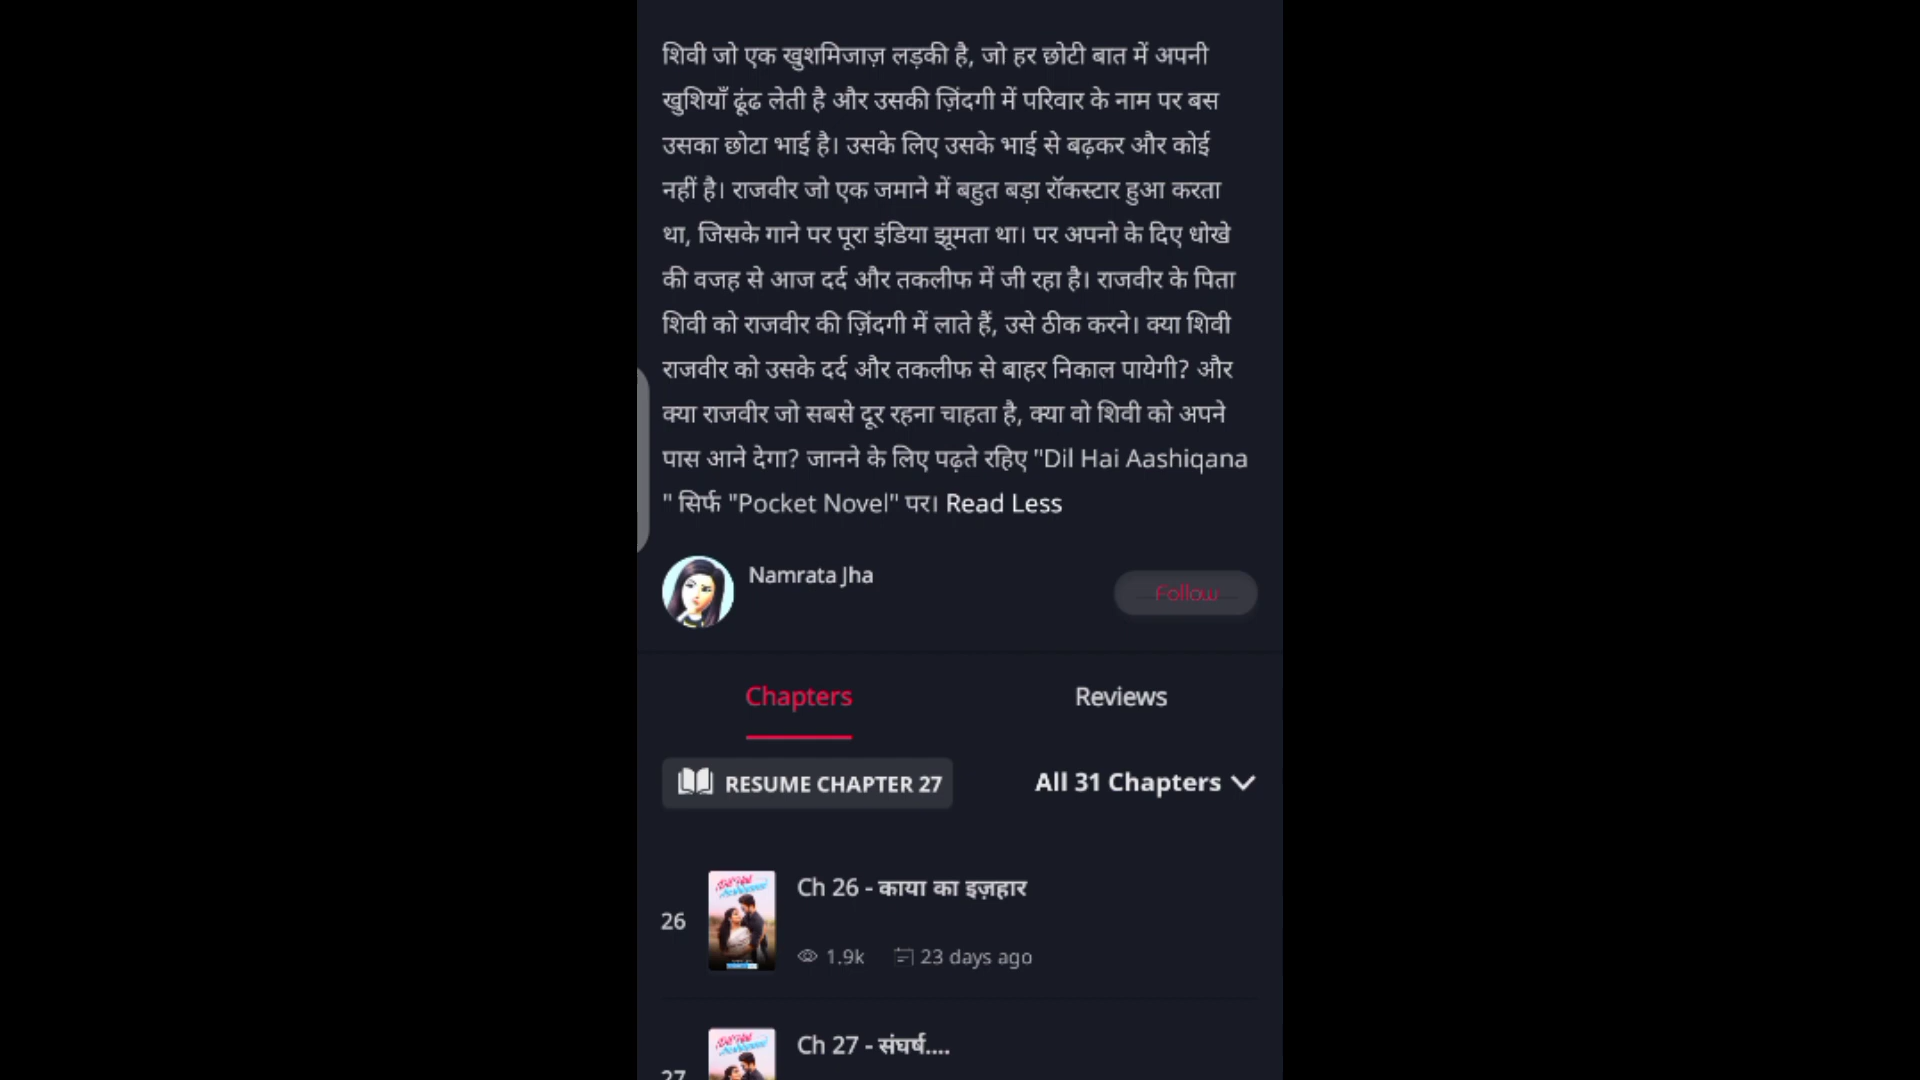 शिवी जो एक खुशमिजाज़ लड़की है, जो हर छोटी बात में अपनी
खुशियाँ ढूंढ लेती है और उसकी ज़िंदगी में परिवार के नाम पर बस
उसका छोटा भाई है। उसके लिए उसके भाई से बढ़कर और कोई
नहीं है। राजवीर जो एक जमाने में बहुत बड़ा रॉकस्टार हुआ करता
था, जिसके गाने पर पूरा इंडिया झूमता था। पर अपनो के दिए धोखे
की वजह से आज दर्द और तकलीफ में जी रहा है। राजवीर के पिता
शिवी को राजवीर की ज़िंदगी में लाते हैं, उसे ठीक करने। क्या शिवी
राजवीर को उसके दर्द और तकलीफ से बाहर निकाल पायेगी? और
क्या राजवीर जो सबसे दूर रहना चाहता है, क्या वो शिवी को अपने
पास आने देगा? जानने के लिए पढ़ते रहिए "Dil Hai Aashiqana
" सिर्फ "Pocket Novel" पर। Read Less
Namrata Jha
Follow
Chapters
Reviews
RESUME CHAPTER 27
All 31 Chapters
26
Ch 26 - काया का इज़हार
1.9k
23 days ago
27
Ch 27 - संघर्ष....